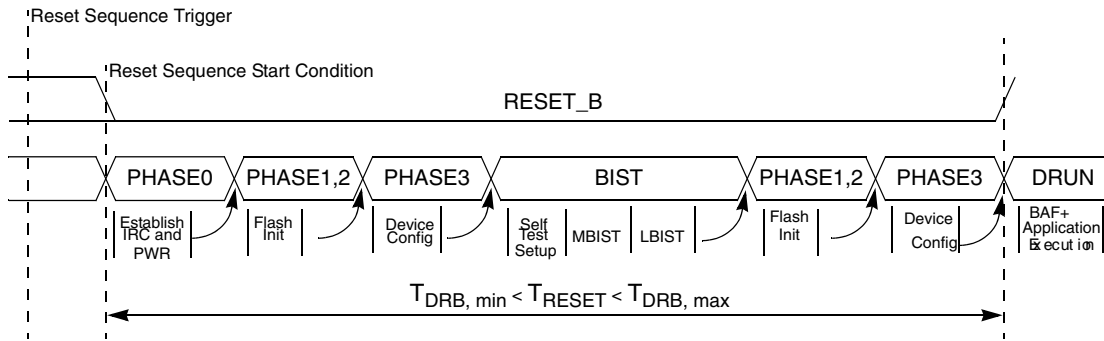 Reset Sequence Trigger
Reset Sequence Start Condition
RESET_B
PHASE0 PHASE1,2 PHASE3 BIST PHASE1,2 PHASE3 DRUN
Establish
IRC and
PWR
Flash
Init
Device
Config
Self
Test
Setup
MBIST
LBIST
Flash
Init
Device
Config
BAF+
Application
Execution
TDRB, min < TRESET < TDRB, max